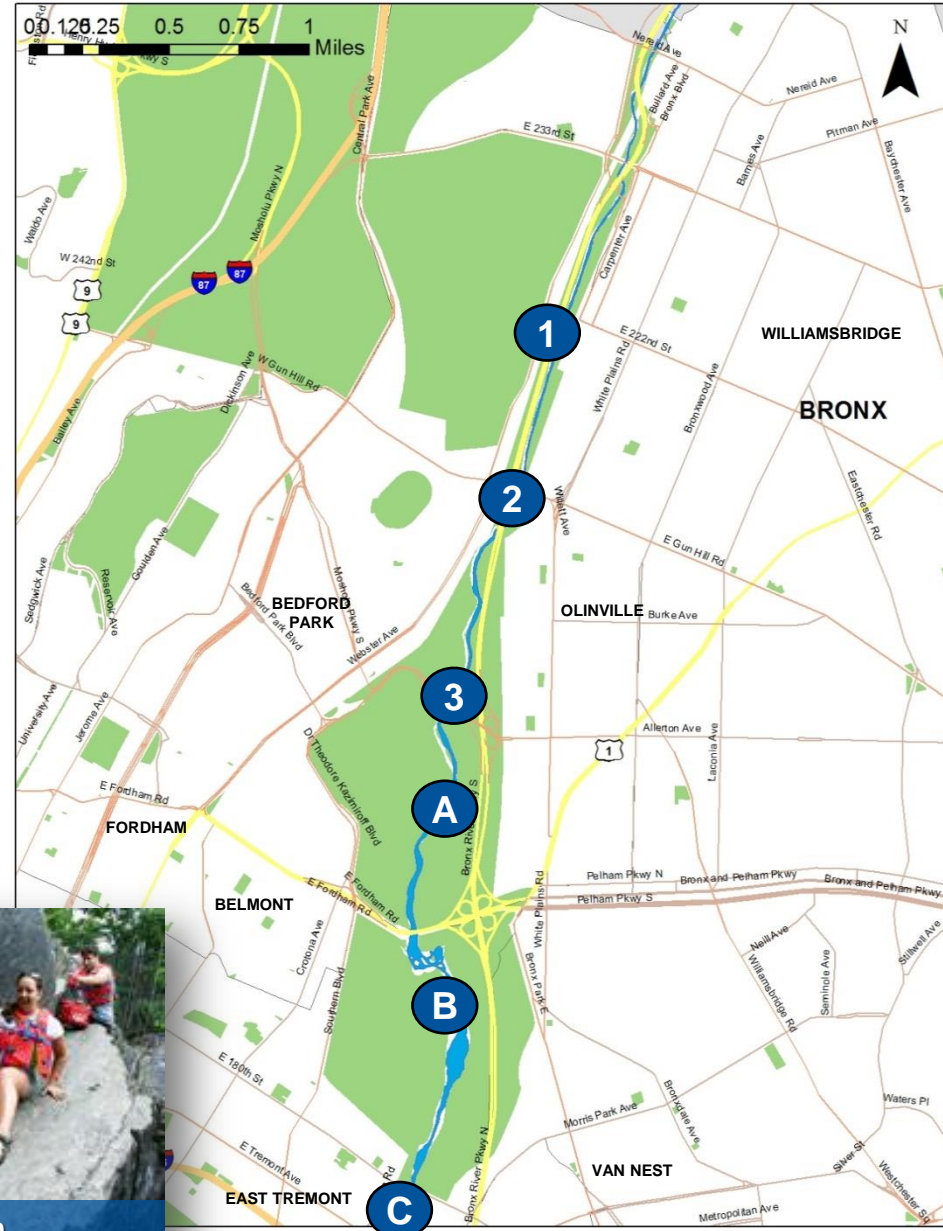 0 0.125 0.25 0.5 0.75 1
Miles
N
Nereid Ave
Bullard Ave
Bronx Blvd
Nereid Ave
Pitman Ave
Barnes Ave
Baychester Ave
E 233rd St
Central Park Ave
Mosholu Pkwy N
Waldo Ave
W 242nd St
87
87
9
9
Carpenter Ave
1
E 222nd St
WILLIAMSBRIDGE
White Plains Rd
Bronxwood Ave
BRONX
W Gun Hill Rd
Dickinson Ave
Bailey Ave
Eastchester Rd
2
Willett Ave
E Gun Hill Rd
Goulden Ave
Sedgwick Ave
Reservoir Ave
Mosholu Pkwy S
Bedford Park Blvd
BEDFORD
PARK
Webster Ave
OLINVILLE
Burke Ave
3
University Ave
Jerome Ave
Allerton Ave
Laconia Ave
1
Dr Theodore Kazimiroff Blvd
E Fordham Rd
FORDHAM
A
Pelham Pkwy N
Bronx and Pelham Pkwy
Bronx and Pelham Pkwy
Pelham Pkwy S
E Fordham Rd
E Fordham Rd
BELMONT
White Plains Rd
Crotona Ave
Southern Blvd
Neill Ave
Stillwell Ave
Seminole Ave
Williamsbridge Rd
B
Bronx Park E
E 180th St
Waters Pl
Morris Park Ave
Bronxdale Ave
E Tremont Ave
Rd
Bronx River Pkwy N
VAN NEST
Silver St
Westchester Sq
EAST TREMONT
C
Metropolitan Ave